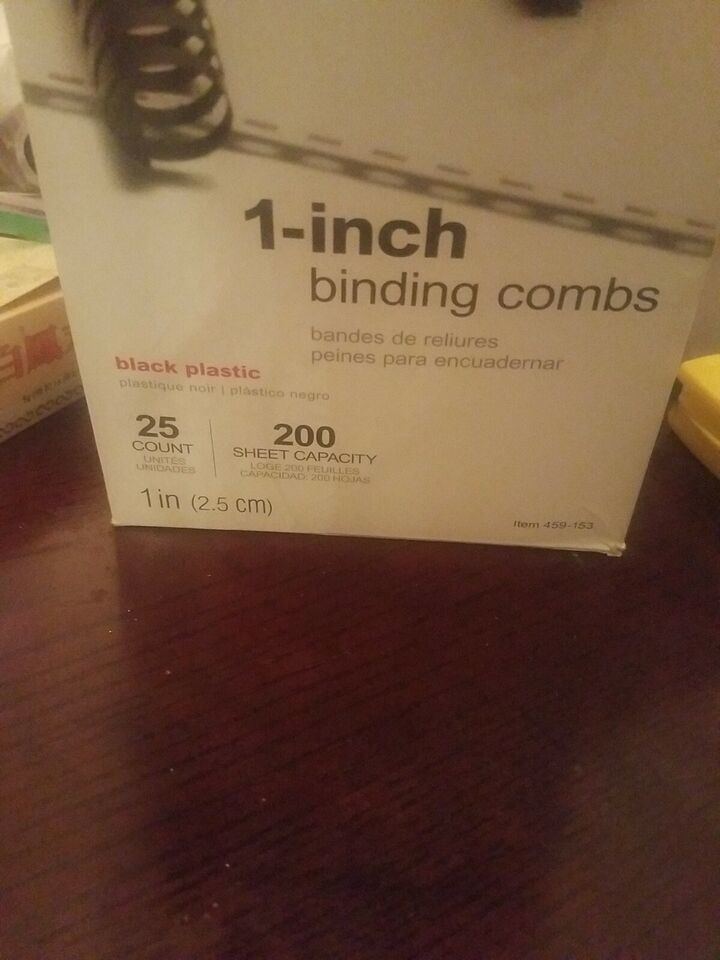 1-inch
binding combs
bandes de reliures
peines para encuadernar
black plastic
plastique noir | plástico negro
25
COUNT
UNITÉS
UNIDADES
200
SHEET CAPACITY
LOGE 200 FEUILLES
CAPACIDAD: 200 HOJAS
1 in (2.5 cm)
Item 459-153